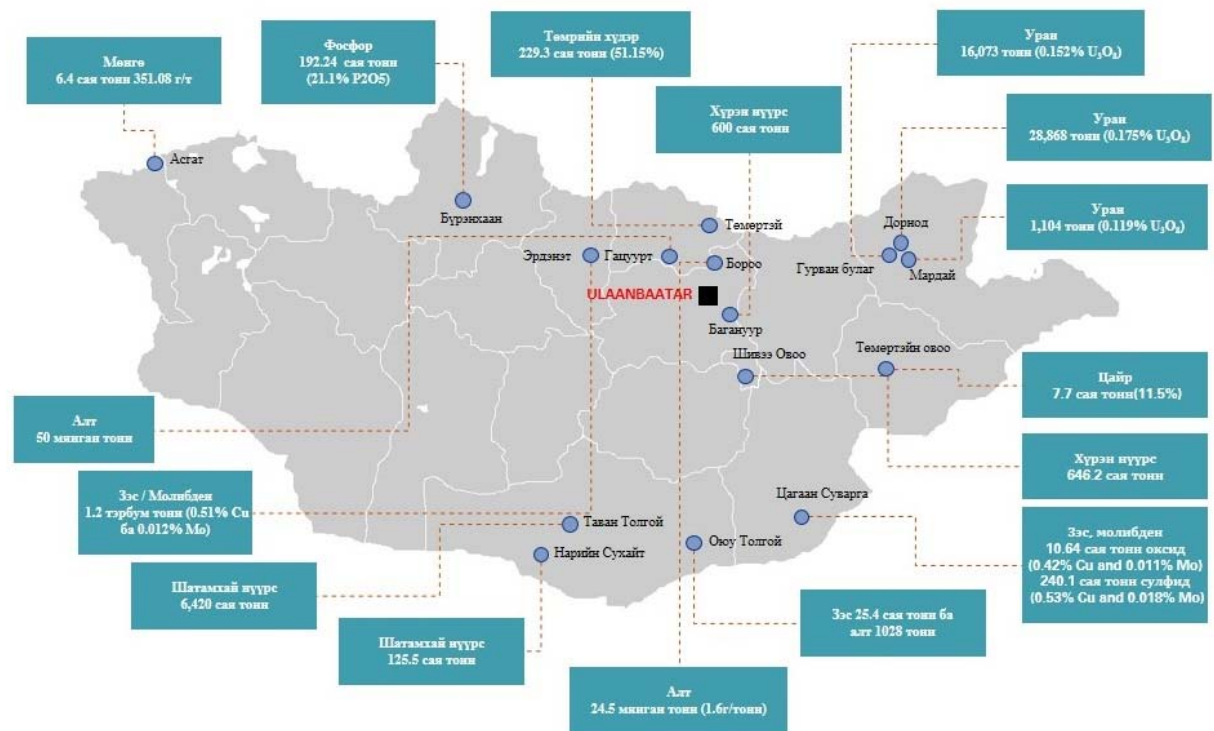 Мөнгө
6.4 сая тонн 351.08 г/т
Фосфор
192.24 сая тонн
(21.1% P2O5)
Төмрийн хүдэр
229.3 сая тонн (51.15%)
Уран
16,073 тонн (0.152% U₃O₈)
Хүрэн нүүрс
600 сая тонн
Уран
28,868 тонн (0.175% U₃O₈)
Уран
1,104 тонн (0.119% U₃O₈)
Асгат
Бүрэнхаан
Төмөртэй
Дорнод
Эрдэнэт
Гацуурт
Бороо
Гурван булаг
Мардай
ULAANBAATAR
Багануур
Шивээ Овоо
Төмөртэйн овоо
Цайр
7.7 сая тонн(11.5%)
Алт
50 мянган тонн
Хүрэн нүүрс
646.2 сая тонн
Зэс / Молибден
1.2 тэрбум тонн (0.51% Cu
ба 0.012% Mo)
Цагаан Суварга
Таван Толгой
Оюу Толгой
Нарийн Сухайт
Зэс, молибден
10.64 сая тонн оксид
(0.42% Cu and 0.011% Mo)
240.1 сая тонн сулфид
(0.53% Cu and 0.018% Mo)
Шатамхай нүүрс
6,420 сая тонн
Зэс 25.4 сая тонн ба
алт 1028 тонн
Шатамхай нүүрс
125.5 сая тонн
Алт
24.5 мянган тонн (1.6г/тонн)